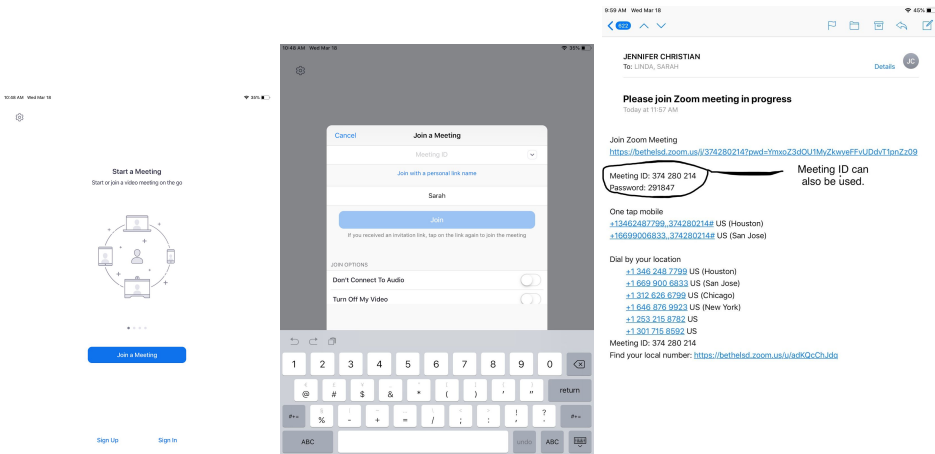 10:48 AM Wed Mar 18
35%
Start a Meeting
Start or join a video meeting on the go
Join a Meeting
Sign Up
Sign In
10:48 AM Wed Mar 18
35%
Cancel
Join a Meeting
Meeting ID
Join with a personal link name
Sarah
Join
If you received an invitation link, tap on the link again to join the meeting
JOIN OPTIONS
Don't Connect To Audio
Turn Off My Video
1 2 3 4 5 6 7 8 9 0
@ # $ & * ( ) ' " return
#+= % - + = / ; : ! , ? . #+=
ABC undo ABC
9:59 AM Wed Mar 18
45%
622
JENNIFER CHRISTIAN
To: LINDA, SARAH
Details
JC
Please join Zoom meeting in progress
Today at 11:57 AM
Join Zoom Meeting
https://bethelsd.zoom.us/j/374280214?pwd=YmxoZ3dOU1MyZkwveFFvUDdvT1pnZz09
Meeting ID: 374 280 214
Password: 291847
Meeting ID can
also be used.
One tap mobile
+13462487799,,374280214# US (Houston)
+16699006833,,374280214# US (San Jose)
Dial by your location
+1 346 248 7799 US (Houston)
+1 669 900 6833 US (San Jose)
+1 312 626 6799 US (Chicago)
+1 646 876 9923 US (New York)
+1 253 215 8782 US
+1 301 715 8592 US
Meeting ID: 374 280 214
Find your local number: https://bethelsd.zoom.us/u/adKQcChJdq